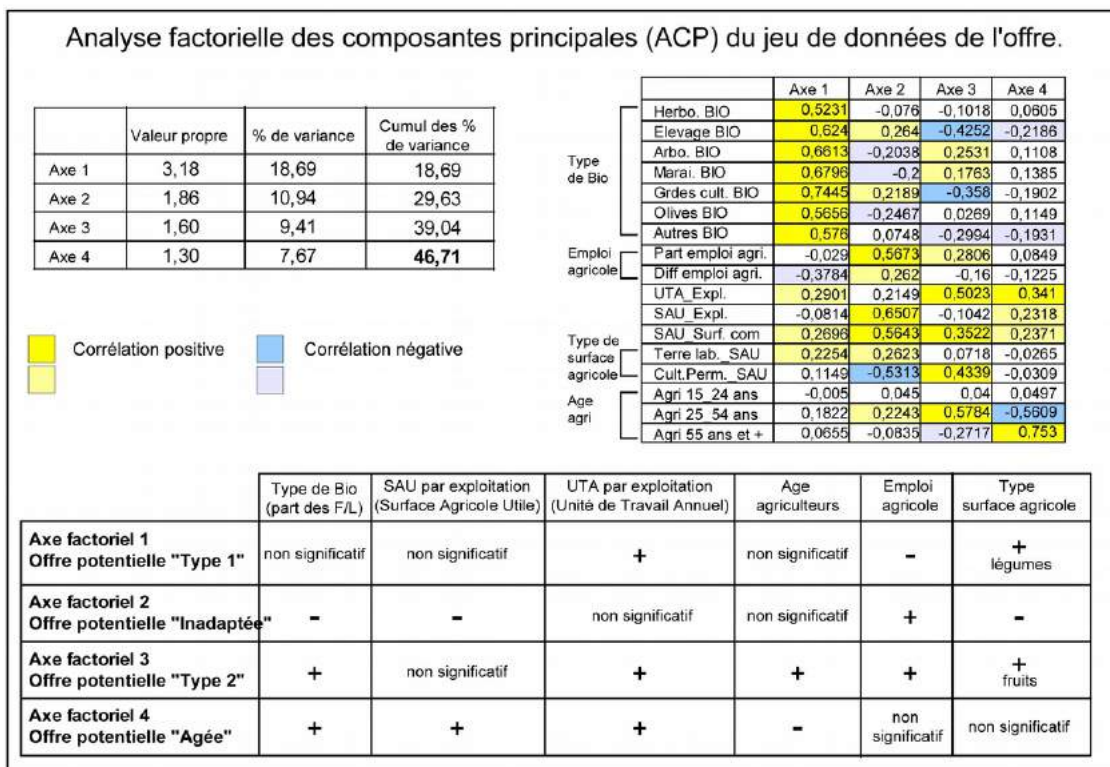 Analyse factorielle des composantes principales (ACP) du jeu de données de l'offre.
Valeur propre % de variance Cumul des % de variance
Axe 1 3,18 18,69 18,69
Axe 2 1,86 10,94 29,63
Axe 3 1,60 9,41 39,04
Axe 4 1,30 7,67 46,71
Corrélation positive Corrélation négative
Axe 1 Axe 2 Axe 3 Axe 4
Type de Bio
Herbo. BIO 0,5231 -0,076 -0,1018 0,0605
Elevage BIO 0,624 0,264 -0,4252 -0,2186
Arbo. BIO 0,6613 -0,2038 0,2531 0,1108
Marai. BIO 0,6796 -0,2 0,1763 0,1385
Grdes cult. BIO 0,7445 0,2189 -0,358 -0,1902
Olives BIO 0,5656 -0,2467 0,0269 0,1149
Autres BIO 0,576 0,0748 -0,2994 -0,1931
Emploi agricole
Part emploi agri. -0,029 0,5673 0,2806 0,0849
Diff emploi agri. -0,3784 0,262 -0,16 -0,1225
UTA_Expl. 0,2901 0,2149 0,5023 0,341
SAU_Expl. -0,0814 0,6507 -0,1042 0,2318
SAU_Surf. com 0,2696 0,5643 0,3522 0,2371
Type de surface agricole
Terre lab._SAU 0,2254 0,2623 0,0718 -0,0265
Cult.Perm._SAU 0,1149 -0,5313 0,4339 -0,0309
Age agri
Agri 15_24 ans -0,005 0,045 0,04 0,0497
Agri 25_54 ans 0,1822 0,2243 0,5784 -0,5609
Agri 55 ans et + 0,0655 -0,0835 -0,2717 0,753
Type de Bio SAU par exploitation UTA par exploitation Age Emploi Type
(part des F/L) (Surface Agricole Utile) (Unité de Travail Annuel) agriculteurs agricole surface agricole
Axe factoriel 1
Offre potentielle "Type 1" non significatif non significatif + non significatif - + légumes
Axe factoriel 2
Offre potentielle "Inadaptée" - - non significatif non significatif + -
Axe factoriel 3
Offre potentielle "Type 2" + non significatif + + + + fruits
Axe factoriel 4
Offre potentielle "Agée" + + + - non significatif non significatif